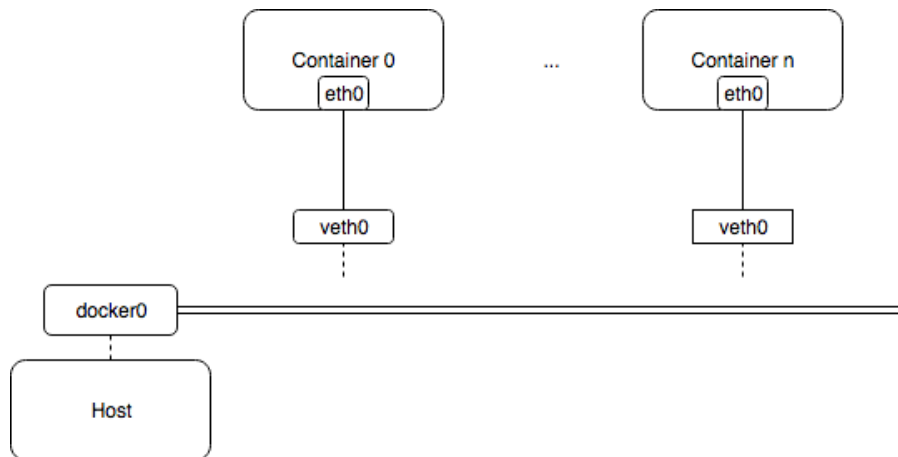 Container 0
...
Container n
eth0
eth0
veth0
veth0
docker0
Host